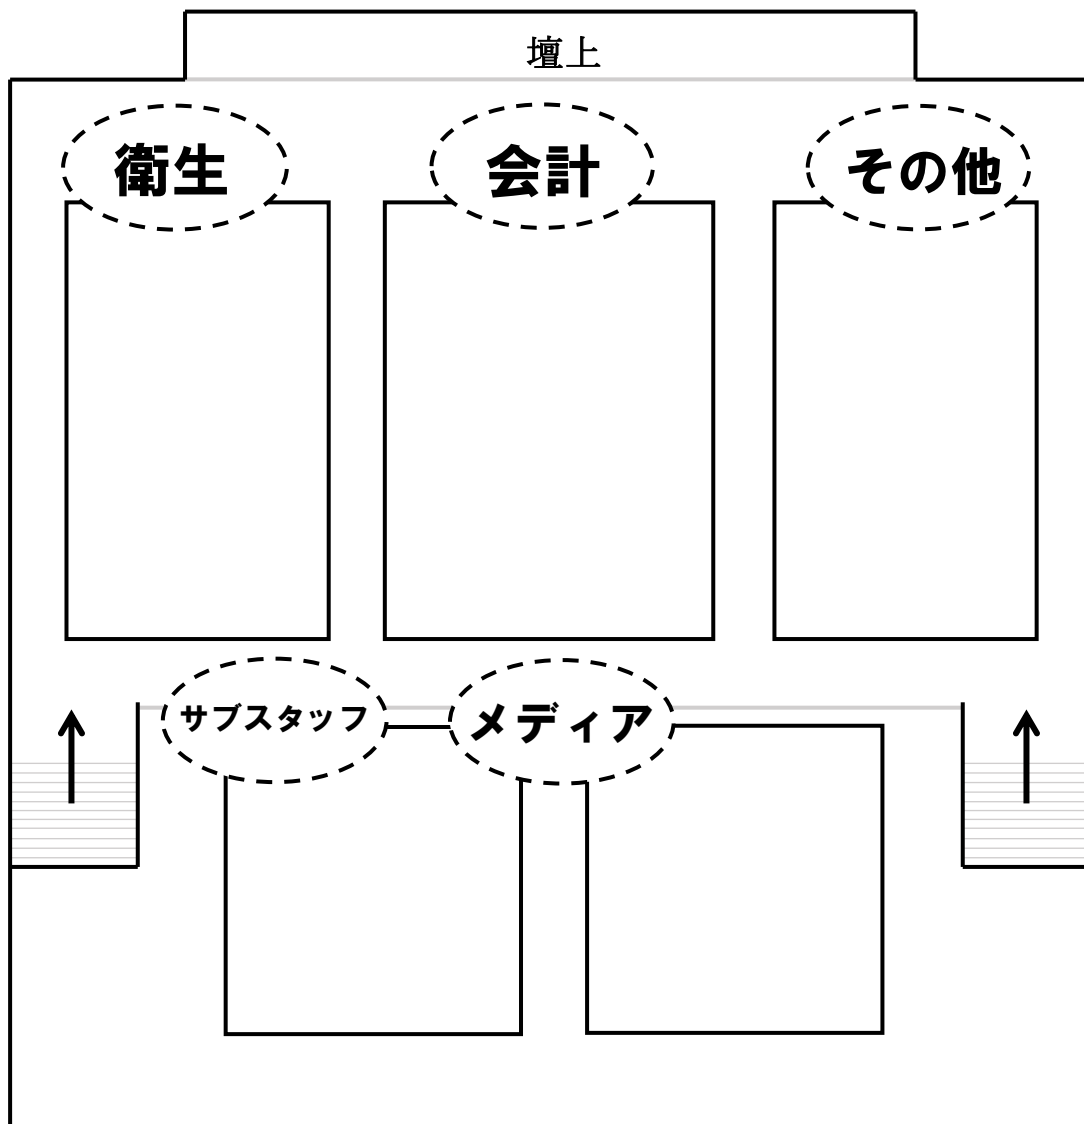 壇上
衛生
会計
その他
サブスタッフ
メディア